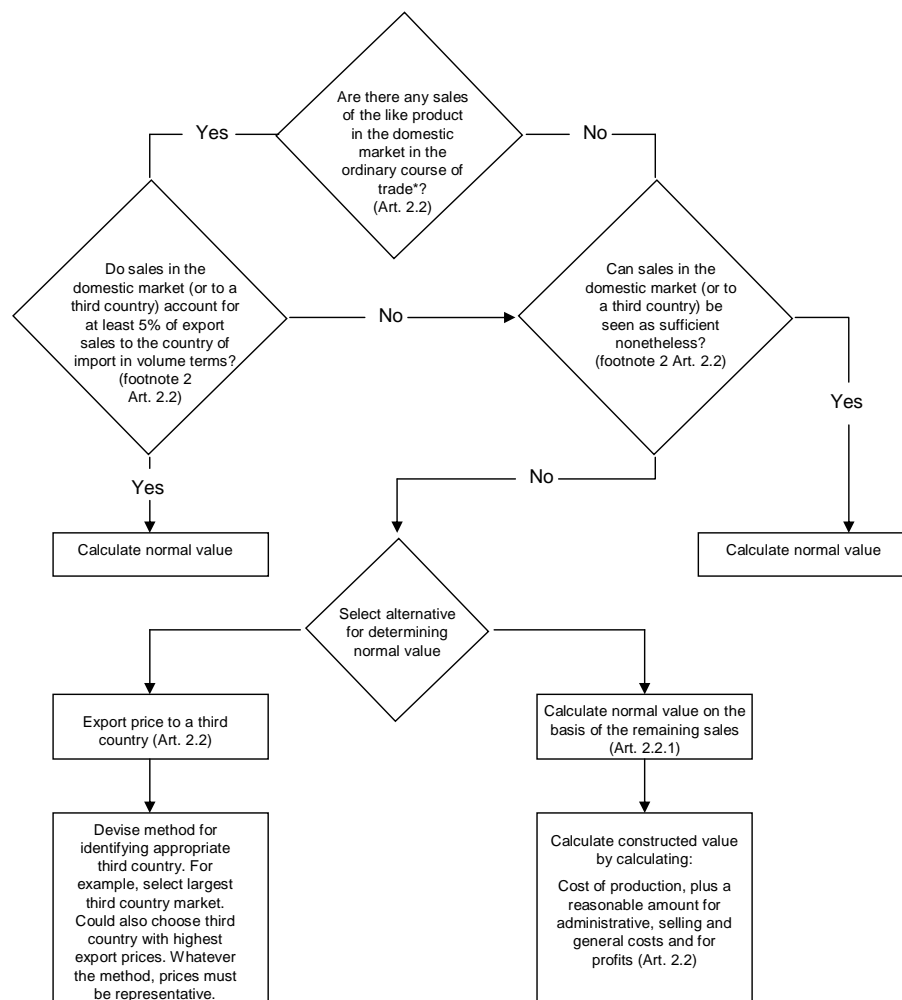 Are there any sales
of the like product
in the domestic
market in the
ordinary course of
trade*?
(Art. 2.2)
Yes
No
Do sales in the
domestic market (or to a
third country) account for
at least 5% of export
sales to the country of
import in volume terms?
(footnote 2
Art. 2.2)
No
Can sales in the
domestic market (or to
a third country) be
seen as sufficient
nonetheless?
(footnote 2 Art. 2.2)
Yes
No
Yes
Calculate normal value
Calculate normal value
Select alternative
for determining
normal value
Export price to a third
country (Art. 2.2)
Calculate normal value on the
basis of the remaining sales
(Art. 2.2.1)
Devise method for
identifying appropriate
third country. For
example, select largest
third country market.
Could also choose third
country with highest
export prices. Whatever
the method, prices must
be representative.
Calculate constructed value
by calculating:
Cost of production, plus a
reasonable amount for
administrative, selling and
general costs and for
profits (Art. 2.2)